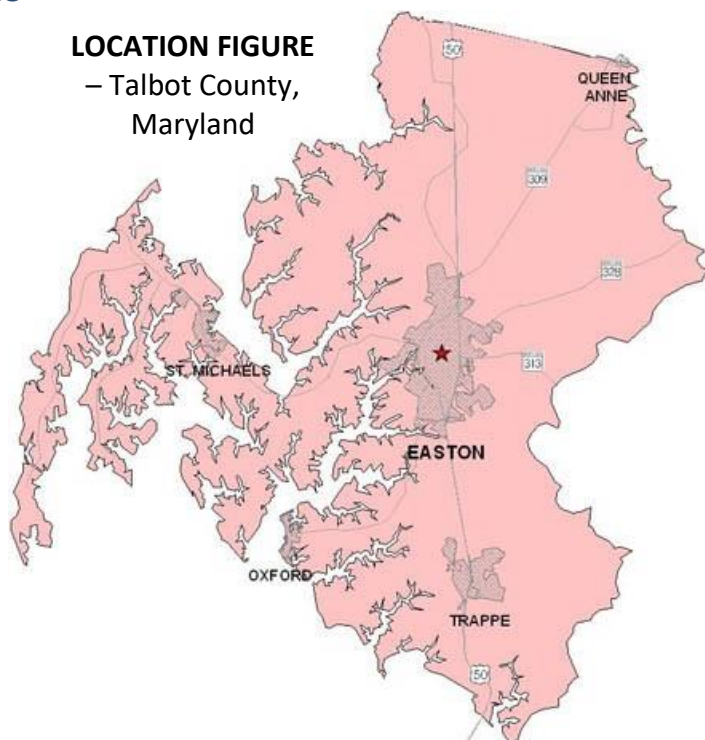 LOCATION FIGURE
– Talbot County,
Maryland
50
QUEEN
ANNE
309
328
ST. MICHAELS
313
EASTON
OXFORD
TRAPPE
50